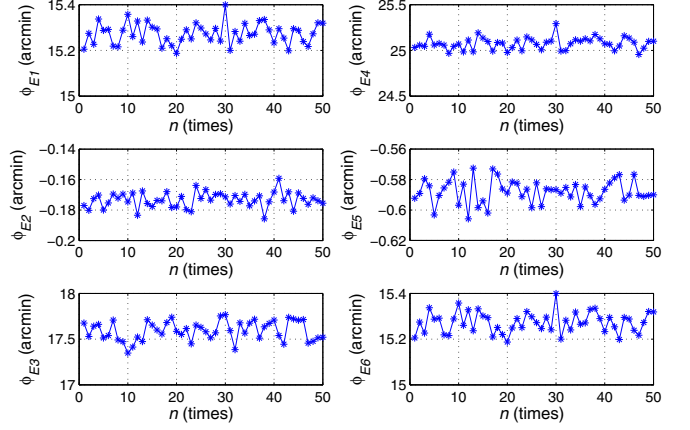 15.4
15.2
15
0 10 20 30 40 50
n (times)
ϕE1 (arcmin)
25.5
25
24.5
0 10 20 30 40 50
n (times)
ϕE4 (arcmin)
−0.14
−0.16
−0.18
−0.2
0 10 20 30 40 50
n (times)
ϕE2 (arcmin)
−0.56
−0.58
−0.6
−0.62
0 10 20 30 40 50
n (times)
ϕE5 (arcmin)
18
17.5
17
0 10 20 30 40 50
n (times)
ϕE3 (arcmin)
15.4
15.2
15
0 10 20 30 40 50
n (times)
ϕE6 (arcmin)